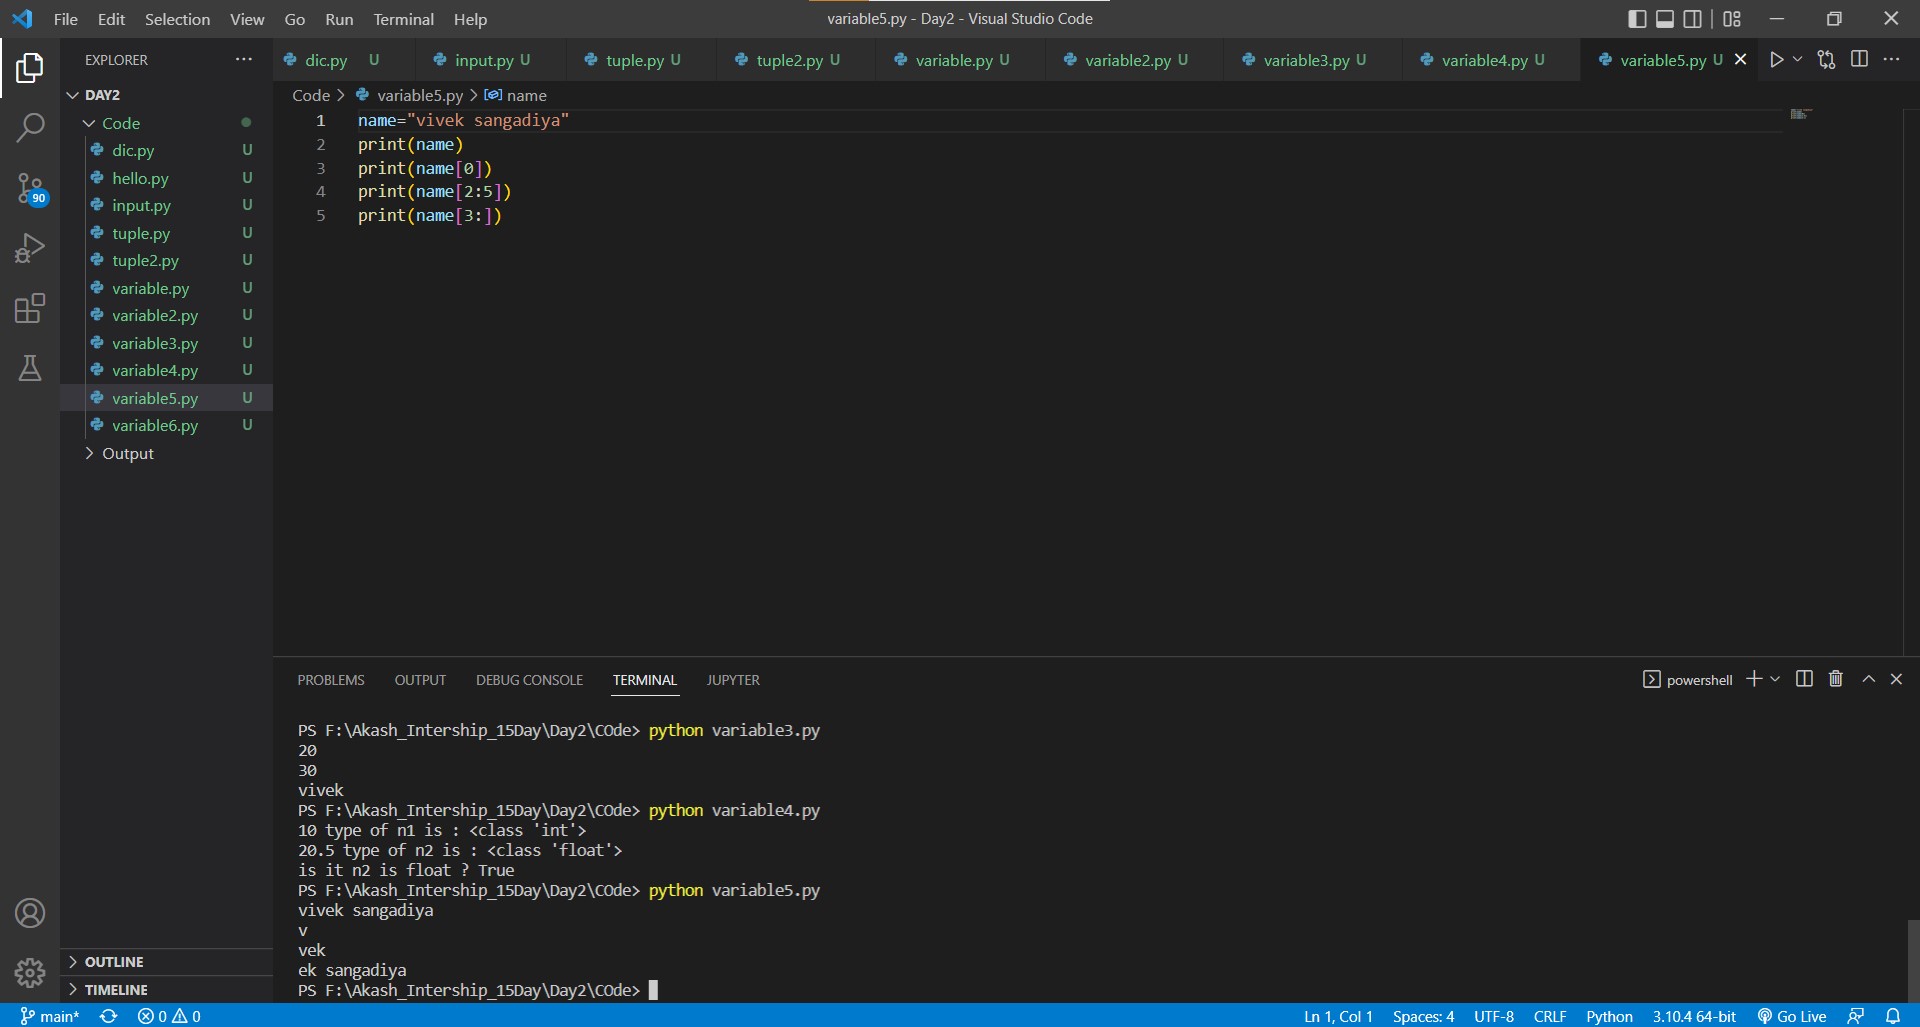 File Edit Selection View Go Run Terminal Help
variable5.py - Day2 - Visual Studio Code
EXPLORER
dic.py U
input.py U
tuple.py U
tuple2.py U
variable.py U
variable2.py U
variable3.py U
variable4.py U
variable5.py U
DAY2
Code
dic.py U
hello.py U
input.py U
tuple.py U
tuple2.py U
variable.py U
variable2.py U
variable3.py U
variable4.py U
variable5.py U
variable6.py U
Output
90
OUTLINE
TIMELINE
Code > variable5.py > name
1 name="vivek sangadiya"
2 print(name)
3 print(name[0])
4 print(name[2:5])
5 print(name[3:])
PROBLEMS OUTPUT DEBUG CONSOLE TERMINAL JUPYTER
powershell
PS F:\Akash_Intership_15Day\Day2\COde> python variable3.py
20
30
vivek
PS F:\Akash_Intership_15Day\Day2\COde> python variable4.py
10 type of n1 is : <class 'int'>
20.5 type of n2 is : <class 'float'>
is it n2 is float ? True
PS F:\Akash_Intership_15Day\Day2\COde> python variable5.py
vivek sangadiya
v
vek
ek sangadiya
PS F:\Akash_Intership_15Day\Day2\COde>
main* 0 0
Ln 1, Col 1 Spaces: 4 UTF-8 CRLF Python 3.10.4 64-bit Go Live